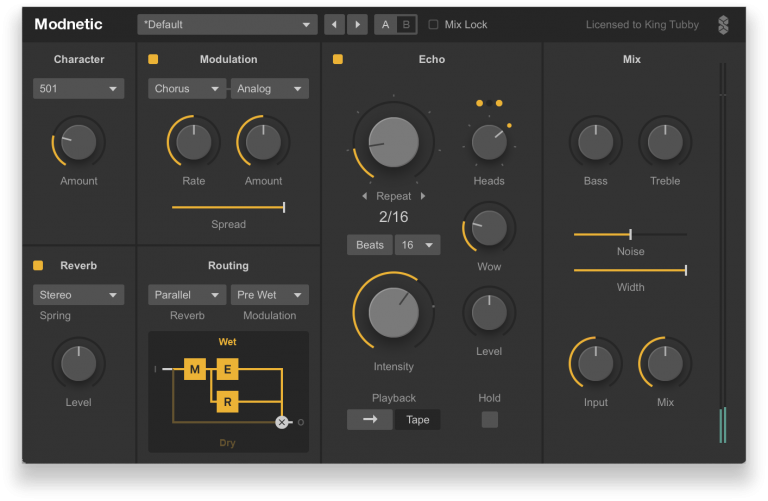 Modnetic
*Default
A B
Mix Lock
Licensed to King Tubby
Character
501
Amount
Modulation
Chorus
Analog
Rate
Amount
Spread
Reverb
Stereo
Spring
Level
Routing
Parallel
Pre Wet
Reverb
Modulation
Wet
I
M
E
R
X
O
Dry
Echo
Repeat
2/16
Beats
16
Intensity
Playback
Tape
Heads
Wow
Level
Hold
Mix
Bass
Treble
Noise
Width
Input
Mix